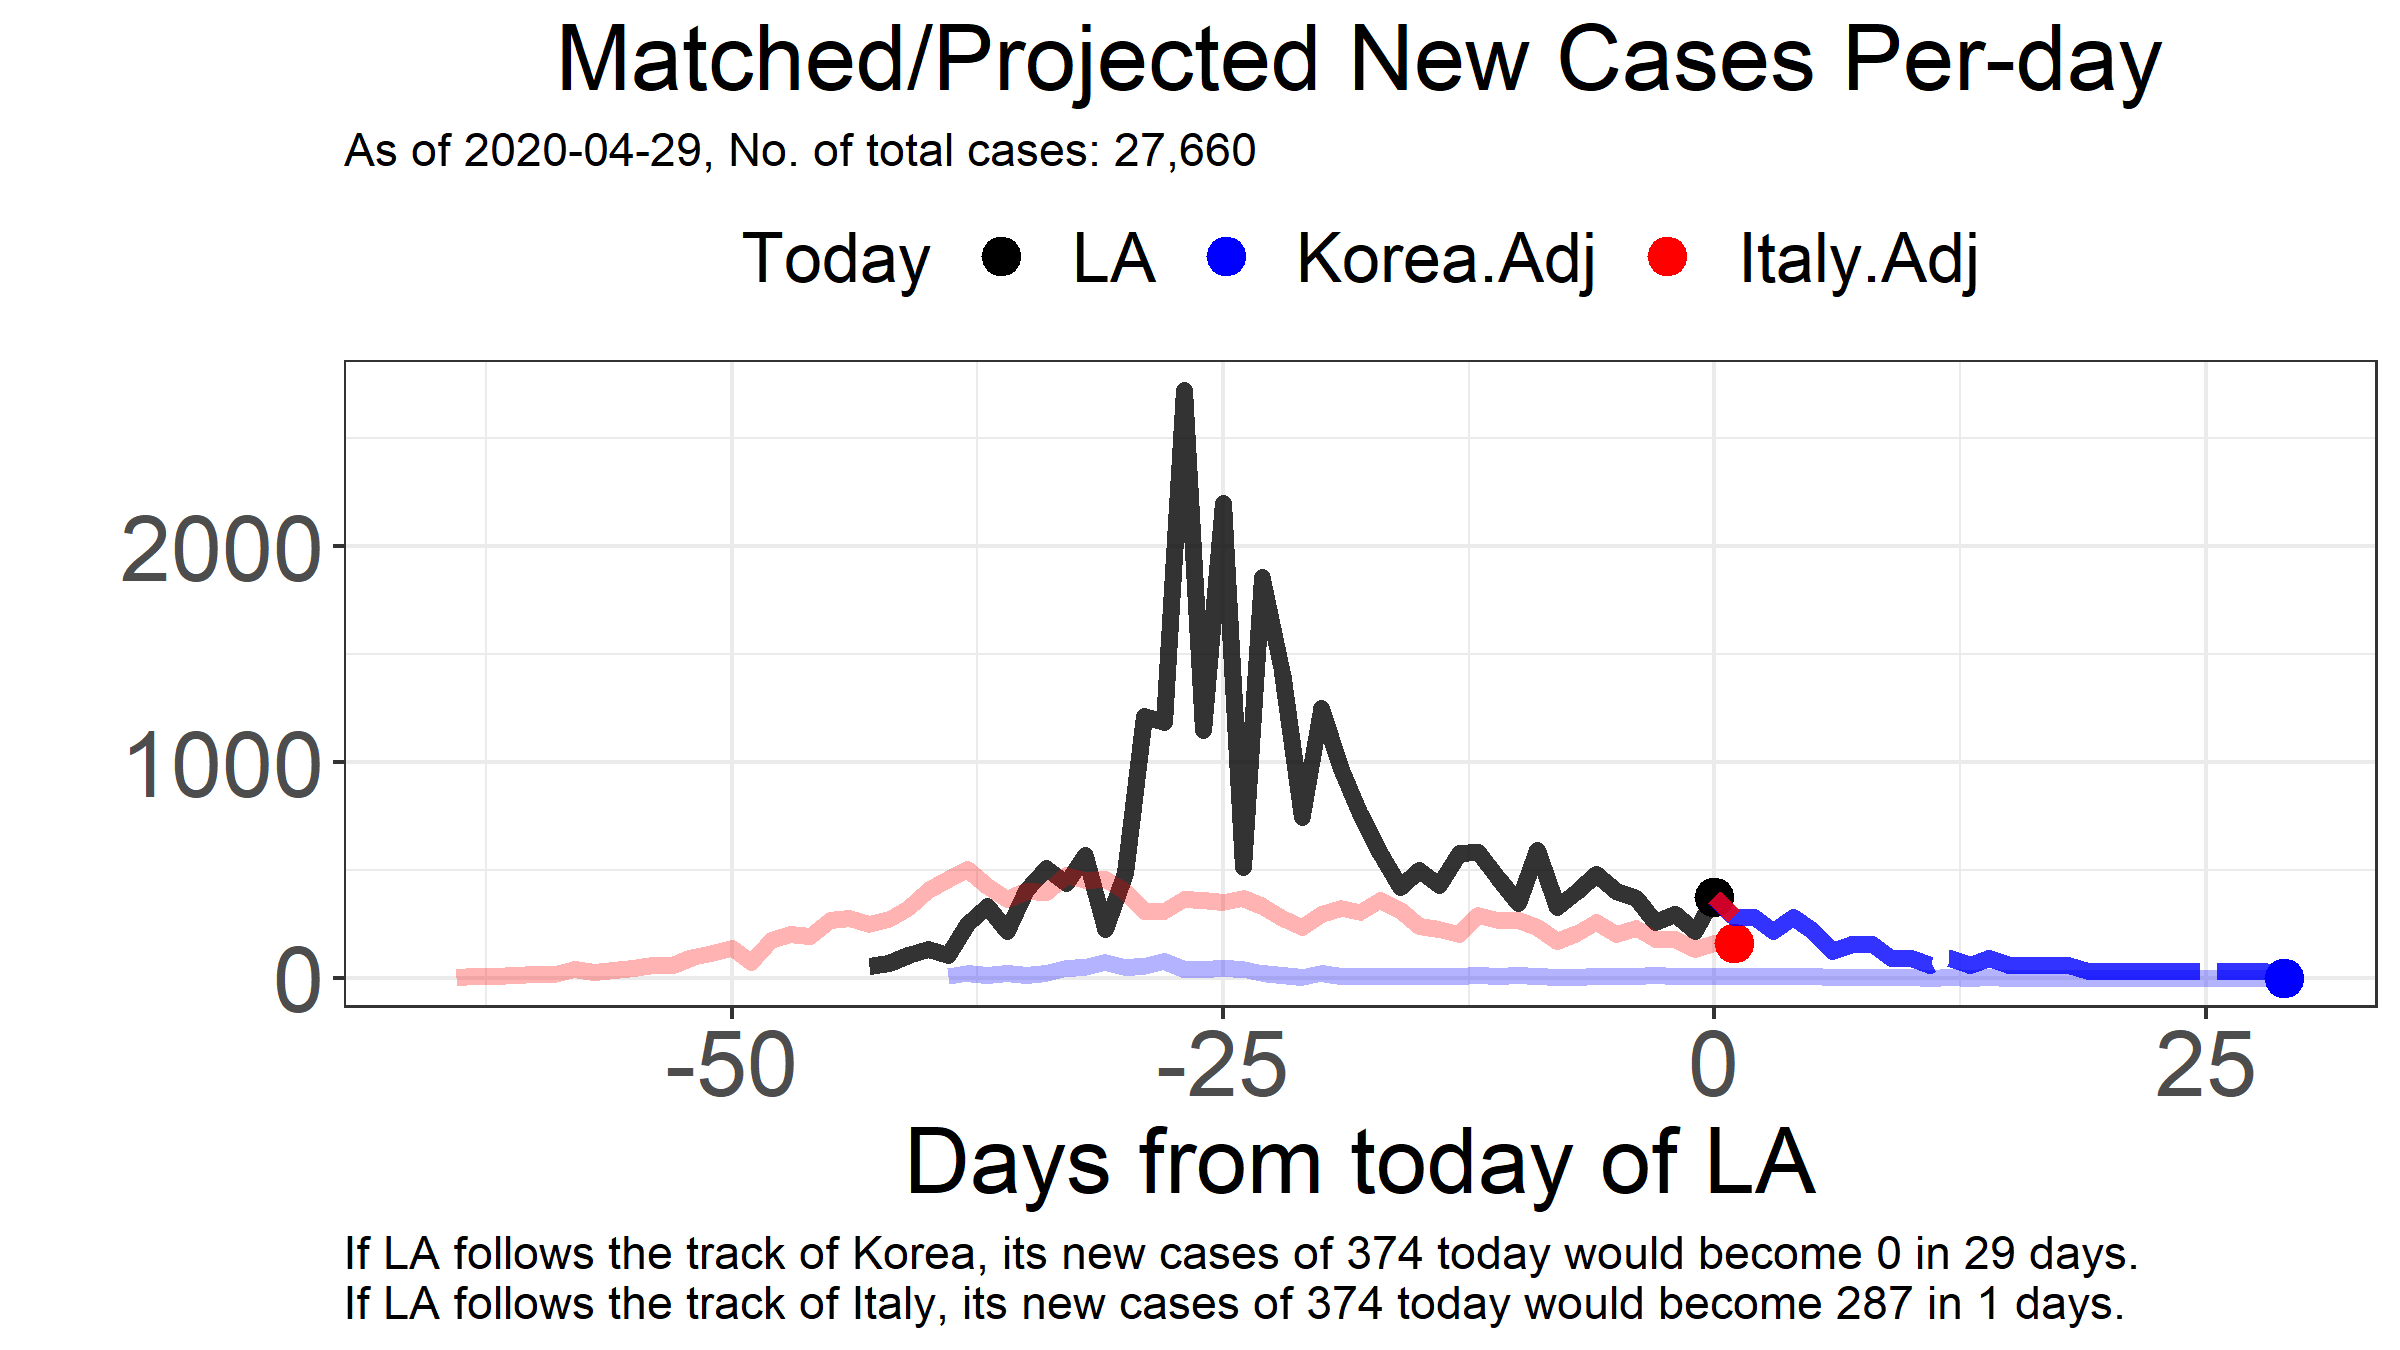 Matched/Projected New Cases Per-day
As of 2020-04-29, No. of total cases: 27,660
Today LA Korea.Adj Italy.Adj
2000
1000
0
-50 -25 0 25
Days from today of LA
If LA follows the track of Korea, its new cases of 374 today would become 0 in 29 days.
If LA follows the track of Italy, its new cases of 374 today would become 287 in 1 days.